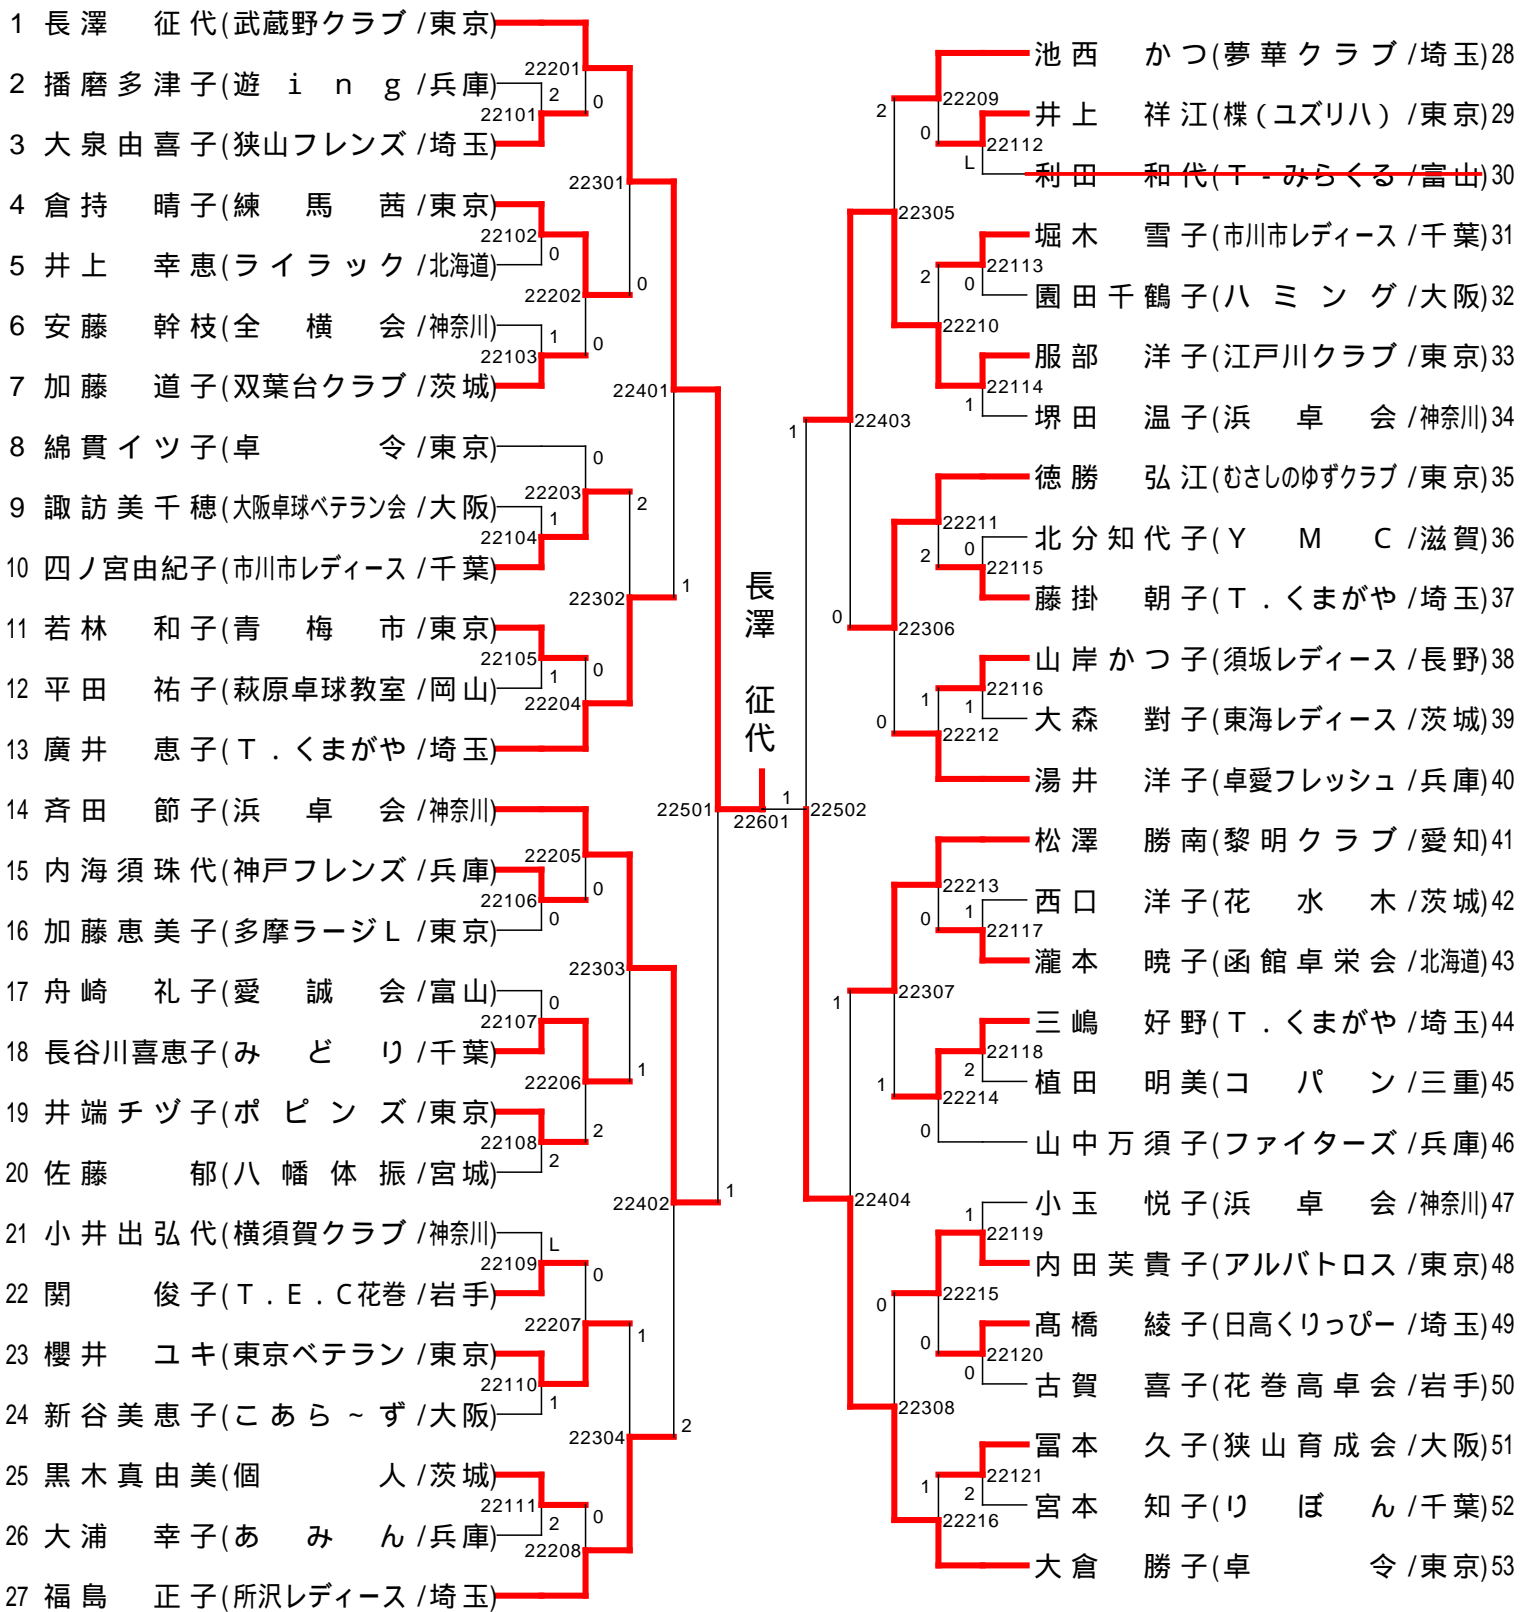 1 長澤 征代(武蔵野クラブ/東京)
22201
2 播磨多津子(遊ing/兵庫)
2
0
22101
3 大泉由喜子(狭山フレンズ/埼玉)
22301
4 倉持 晴子(練馬茜/東京)
22102
0
5 井上 幸恵(ライラック/北海道)
22202
0
6 安藤 幹枝(全横会/神奈川)
1
0
22103
7 加藤 道子(双葉台クラブ/茨城)
22401
8 綿貫イツ子(卓令/東京)
0
22203
2
9 諏訪美千穂(大阪卓球ベテラン会/大阪)
1
22104
10 四ノ宮由紀子(市川市レディース/千葉)
22302
1
11 若林 和子(青梅市/東京)
22105
0
12 平田 祐子(萩原卓球教室/岡山)
1
22204
13 廣井 恵子(T.くまがや/埼玉)
14 斉田 節子(浜卓会/神奈川)
22501
22205
15 内海須珠代(神戸フレンズ/兵庫)
0
22106
0
16 加藤恵美子(多摩ラージL/東京)
22303
17 舟崎 礼子(愛誠会/富山)
0
22107
18 長谷川喜恵子(みどり/千葉)
22206
1
19 井端チヅ子(ポピンズ/東京)
22108
2
20 佐藤 郁(八幡体振/宮城)
2
22402
1
21 小井出弘代(横須賀クラブ/神奈川)
L
22109
0
22 関 俊子(T.E.C花巻/岩手)
22207
1
23 櫻井 ユキ(東京ベテラン/東京)
22110
1
24 新谷美恵子(こあら~ず/大阪)
22304
2
25 黒木真由美(個人/茨城)
22111
0
26 大浦 幸子(あみん/兵庫)
2
22208
27 福島 正子(所沢レディース/埼玉)
長澤 征代
22601
1
池西 かつ(夢華クラブ/埼玉)28
22209
2
井上 祥江(楪(ユズリハ)/東京)29
0
22112
L
利田 和代(T-みらくる/富山)30
22305
堀木 雪子(市川市レディース/千葉)31
22113
2
0
園田千鶴子(ハミング/大阪)32
22210
服部 洋子(江戸川クラブ/東京)33
22114
1
堺田 温子(浜卓会/神奈川)34
22403
1
徳勝 弘江(むさしのゆずクラブ/東京)35
22211
北分知代子(YMC/滋賀)36
0
2
22115
藤掛 朝子(T.くまがや/埼玉)37
0
22306
山岸かつ子(須坂レディース/長野)38
22116
1
1
大森 對子(東海レディース/茨城)39
0
22212
湯井 洋子(卓愛フレッシュ/兵庫)40
22502
松澤 勝南(黎明クラブ/愛知)41
22213
西口 洋子(花水木/茨城)42
1
0
22117
瀧本 暁子(函館卓栄会/北海道)43
1
22307
三嶋 好野(T.くまがや/埼玉)44
22118
2
植田 明美(コパン/三重)45
1
22214
0
山中万須子(ファイターズ/兵庫)46
22404
小玉 悦子(浜卓会/神奈川)47
1
22119
内田芙貴子(アルバトロス/東京)48
22215
0
髙橋 綾子(日高くりっぴー/埼玉)49
0
22120
0
古賀 喜子(花巻高卓会/岩手)50
22308
冨本 久子(狭山育成会/大阪)51
22121
1
2
宮本 知子(りぼん/千葉)52
22216
大倉 勝子(卓令/東京)53